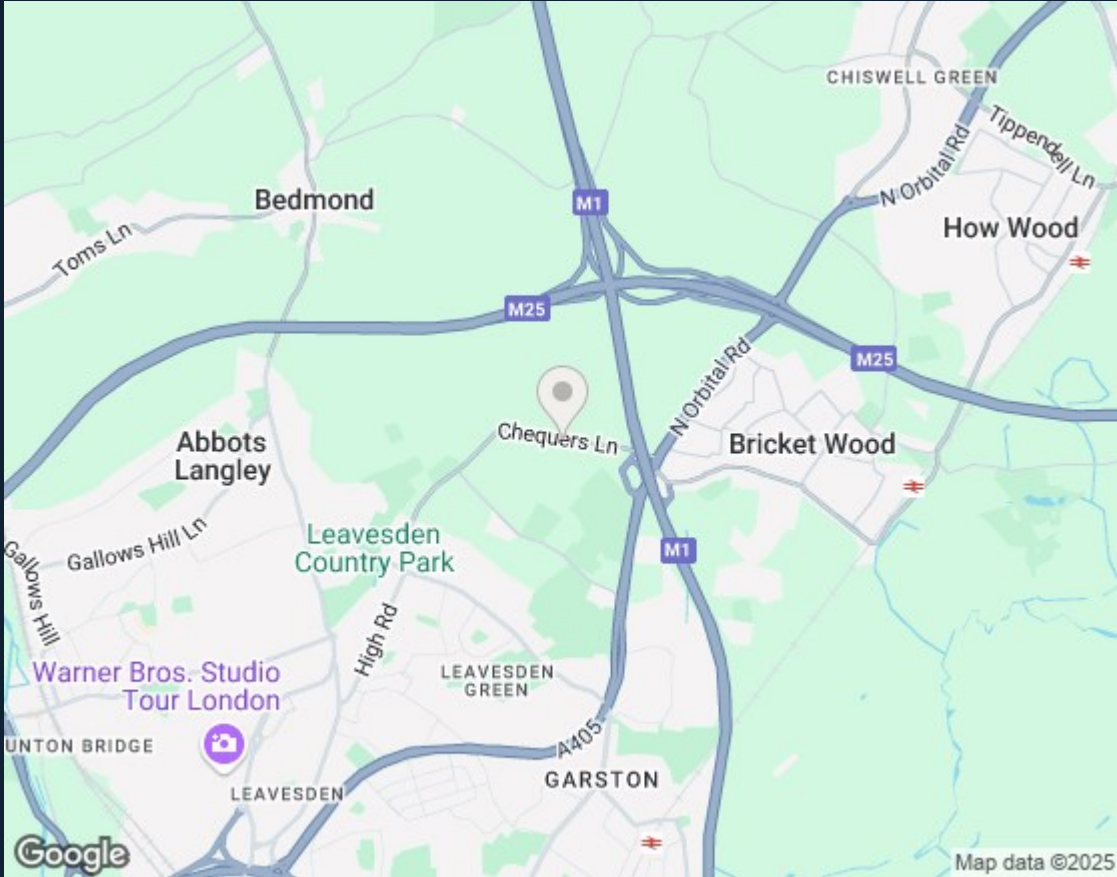 CHISWELL GREEN
Tippendell Ln
N Orbital Rd
M1
Bedmond
How Wood
Toms Ln
M25
M25
N Orbital Rd
Chequers Ln
Abbots
Langley
Bricket Wood
Gallows Hill Ln
Leavesden
Country Park
M1
Gallows Hill
High Rd
Warner Bros. Studio
Tour London
LEAVESDEN
GREEN
UNTON BRIDGE
A405
GARSTON
LEAVESDEN
Google
Map data ©2025